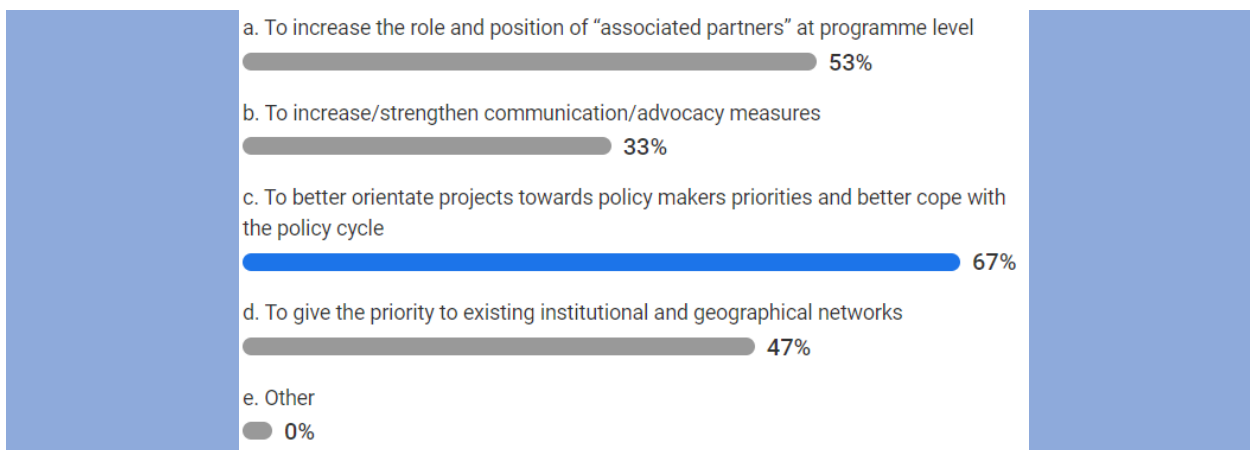 a. To increase the role and position of “associated partners” at programme level
53%
b. To increase/strengthen communication/advocacy measures
33%
c. To better orientate projects towards policy makers priorities and better cope with
the policy cycle
67%
d. To give the priority to existing institutional and geographical networks
47%
e. Other
0%